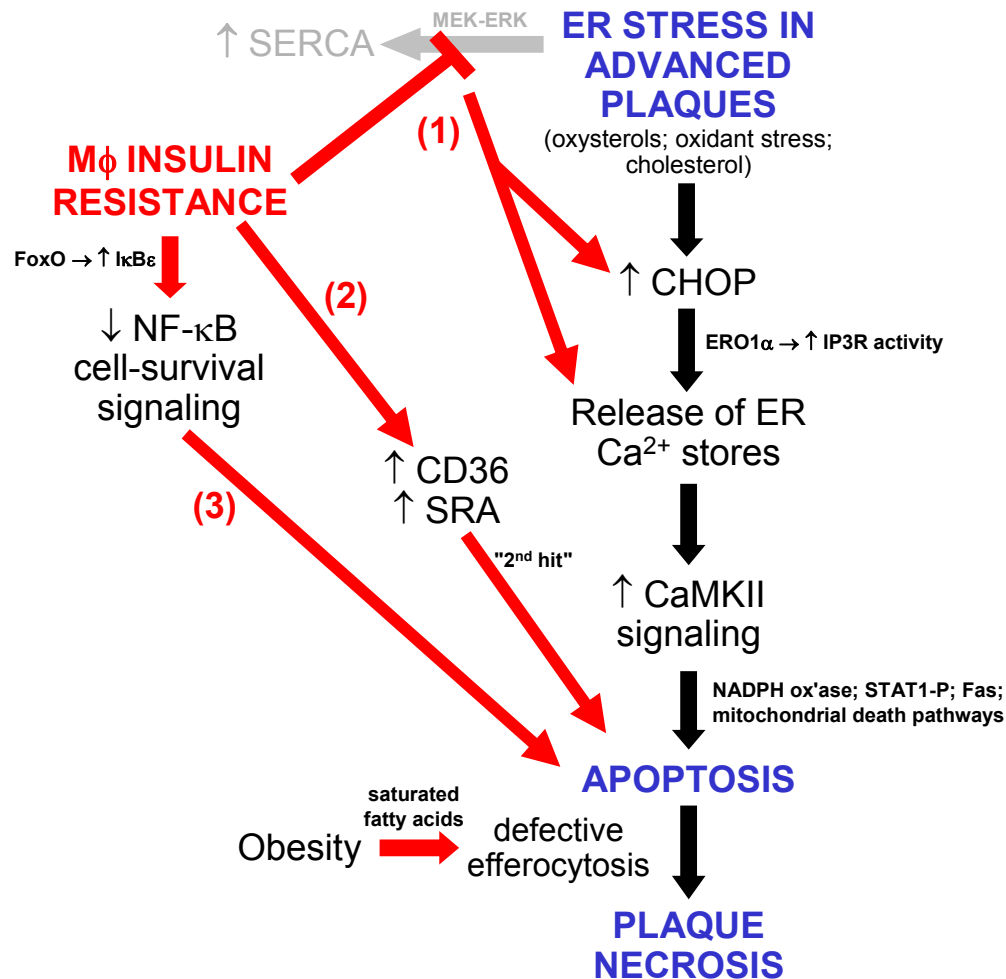 MEK-ERK
↑ SERCA
ER STRESS IN
ADVANCED
PLAQUES
(oxysterols; oxidant stress;
cholesterol)
(1)
Mϕ INSULIN
RESISTANCE
FoxO → ↑ IκBε
↑ CHOP
(2)
↓ NF-κB
cell-survival
signaling
ERO1α → ↑ IP3R activity
Release of ER
Ca²⁺ stores
↑ CD36
↑ SRA
(3)
"2ⁿᵈ hit"
↑ CaMKII
signaling
NADPH ox'ase; STAT1-P; Fas;
mitochondrial death pathways
APOPTOSIS
saturated
fatty acids
Obesity
defective
efferocytosis
PLAQUE
NECROSIS